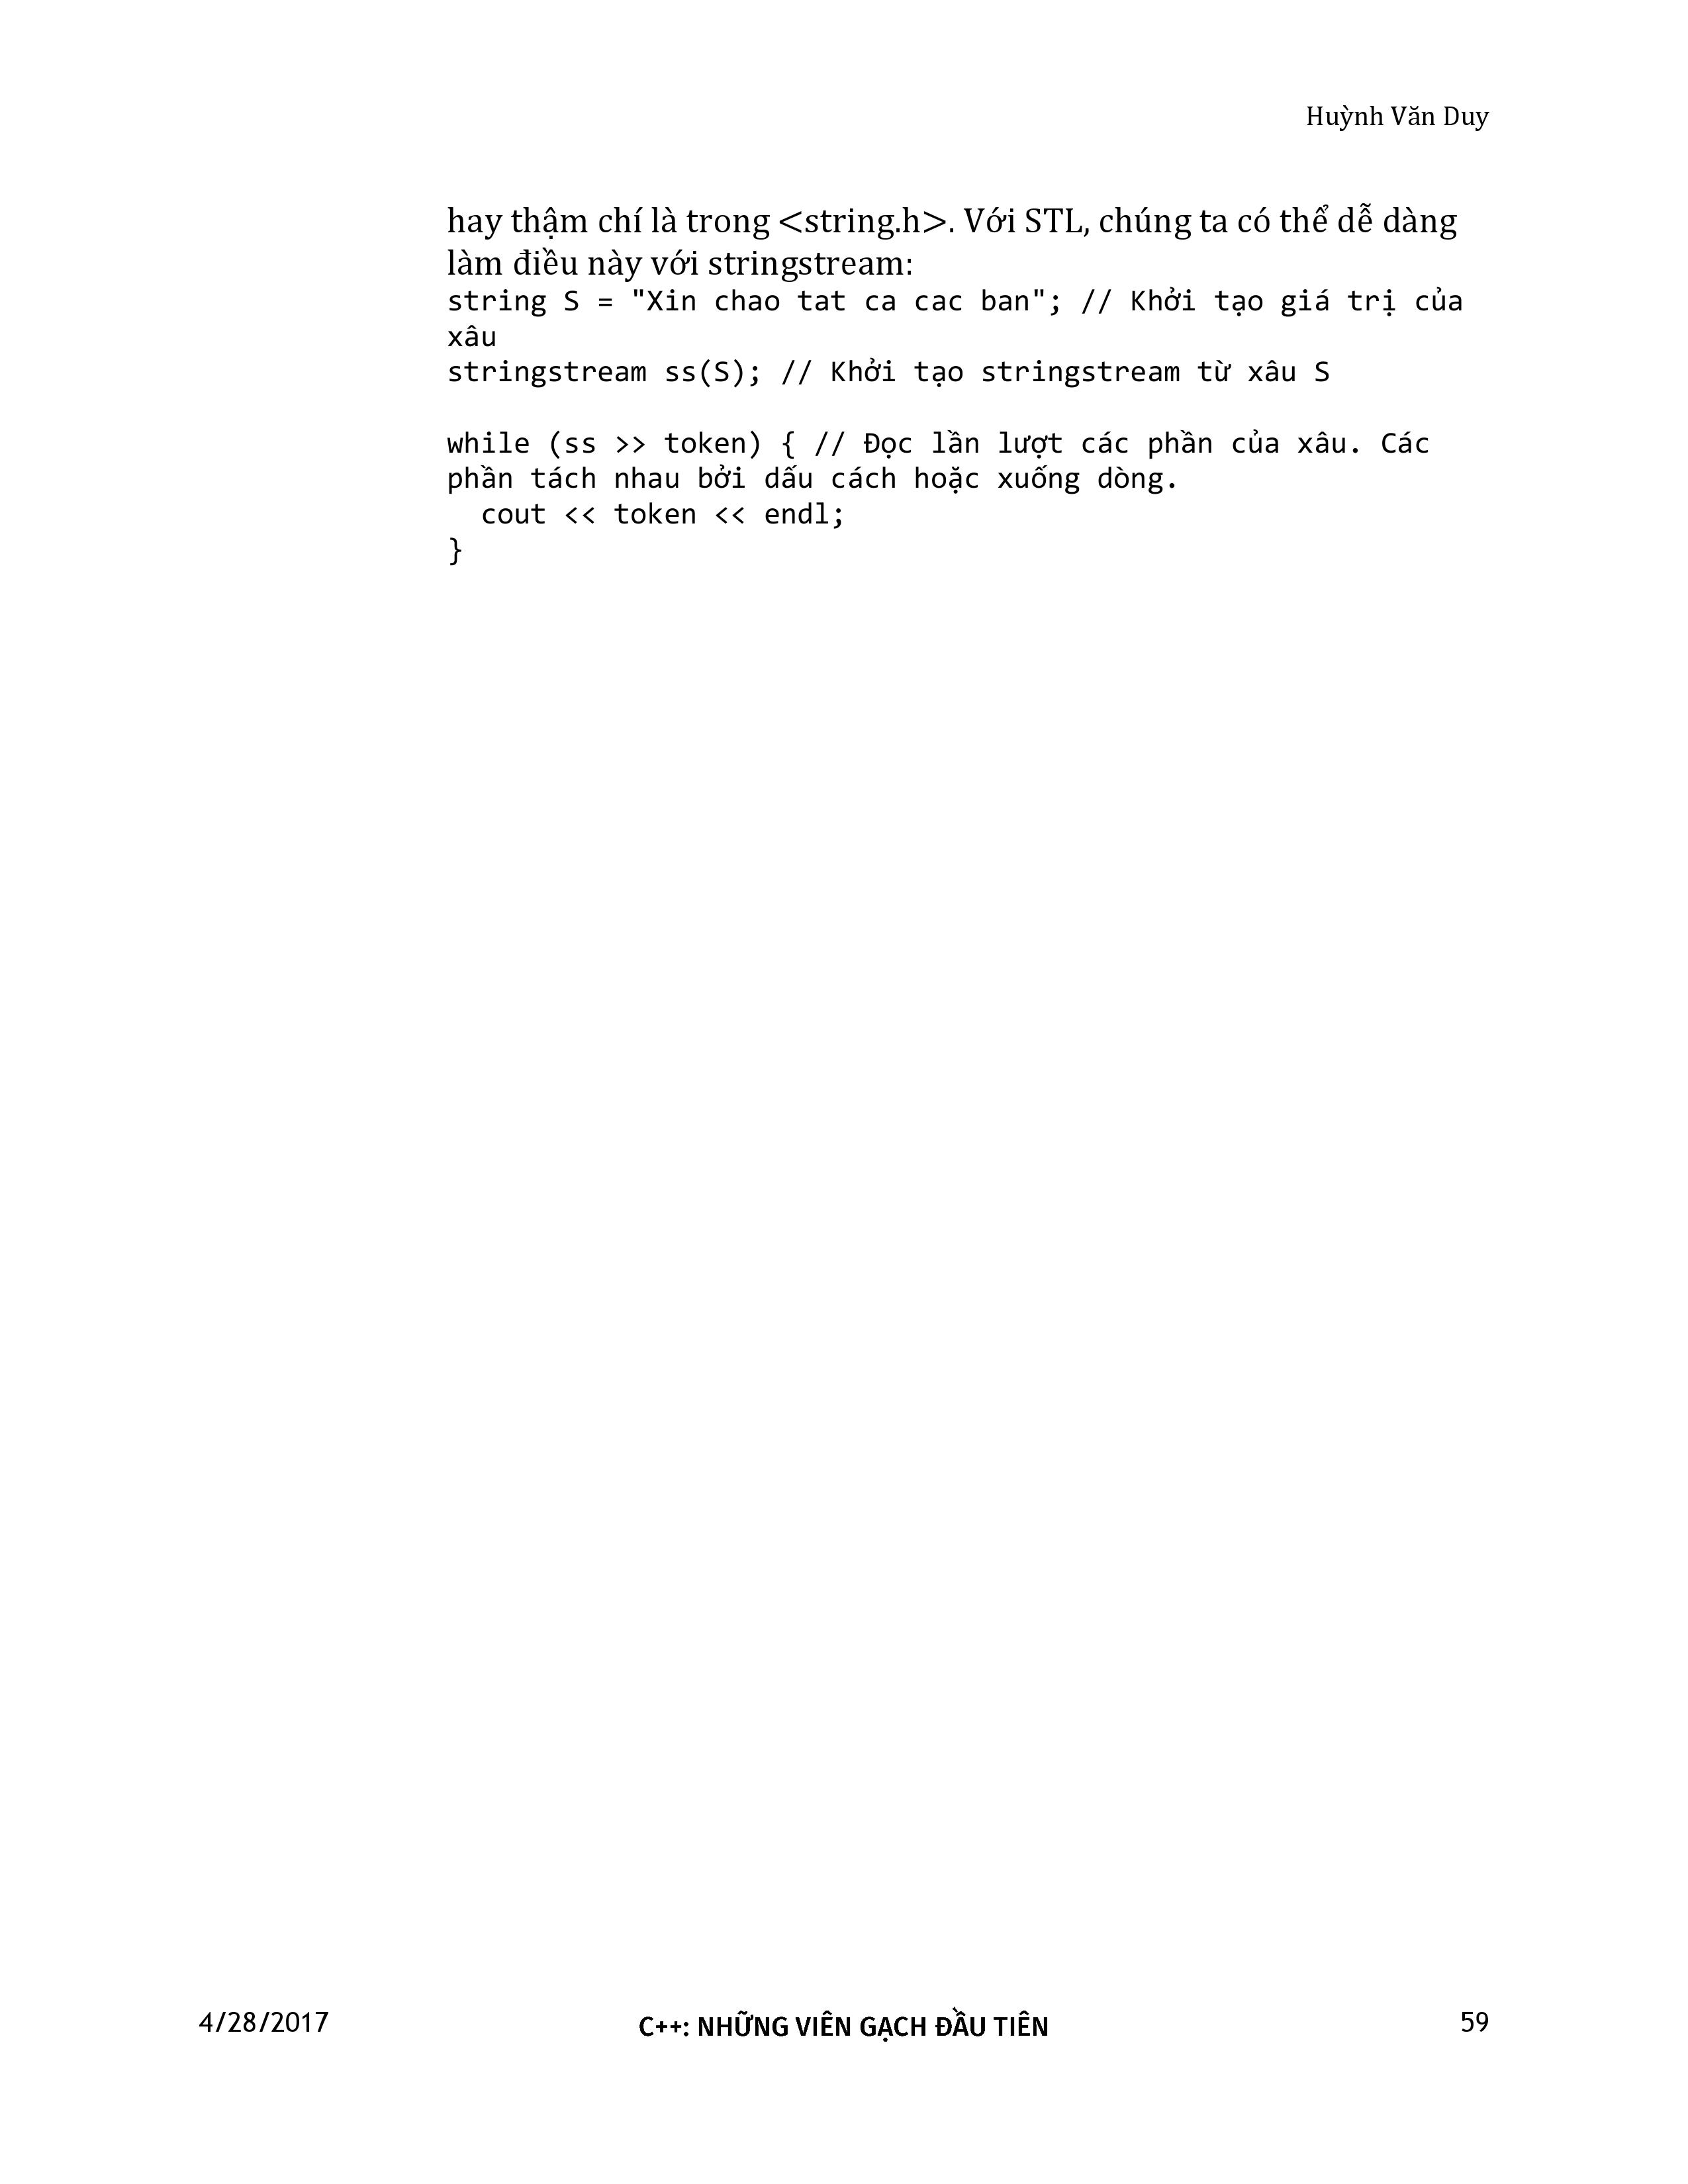 Huỳnh Văn Duy
hay thậm chí là trong <string.h>. Với STL, chúng ta có thể dễ dàng
làm điều này với stringstream:
string S = "Xin chao tat ca cac ban"; // Khởi tạo giá trị của
xâu
stringstream ss(S); // Khởi tạo stringstream từ xâu S
while (ss >> token) { // Đọc lần lượt các phần của xâu. Các
phần tách nhau bởi dấu cách hoặc xuống dòng.
  cout << token << endl;
}
4/28/2017 C++: NHỮNG VIÊN GẠCH ĐẦU TIÊN 59